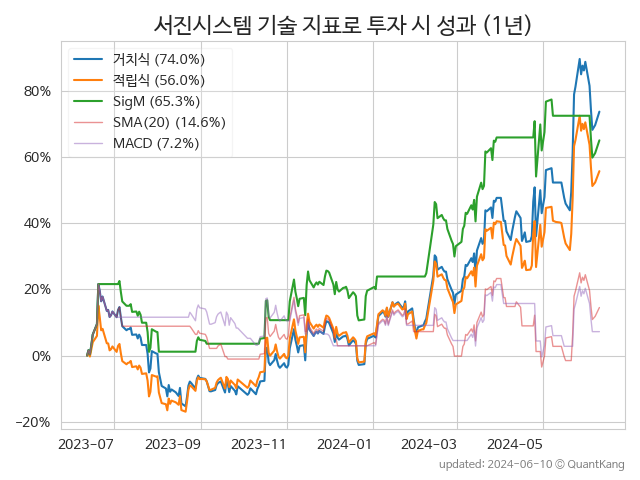 서진시스템 기술 지표로 투자 시 성과 (1년)
거치식 (74.0%)
적립식 (56.0%)
SigM (65.3%)
SMA(20) (14.6%)
MACD (7.2%)
80%
60%
40%
20%
0%
−20%
2023-07 2023-09 2023-11 2024-01 2024-03 2024-05
updated: 2024-06-10 © QuantKang